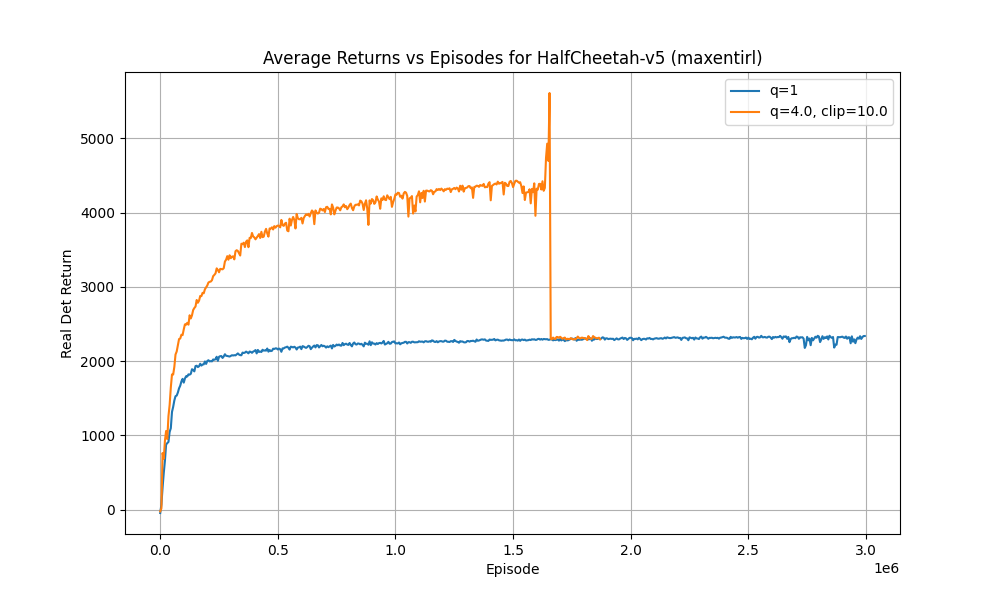 Average Returns vs Episodes for HalfCheetah-v5 (maxentirl)
q=1
q=4.0, clip=10.0
Real Det Return
5000
4000
3000
2000
1000
0
0.0 0.5 1.0 1.5 2.0 2.5 3.0
1e6
Episode